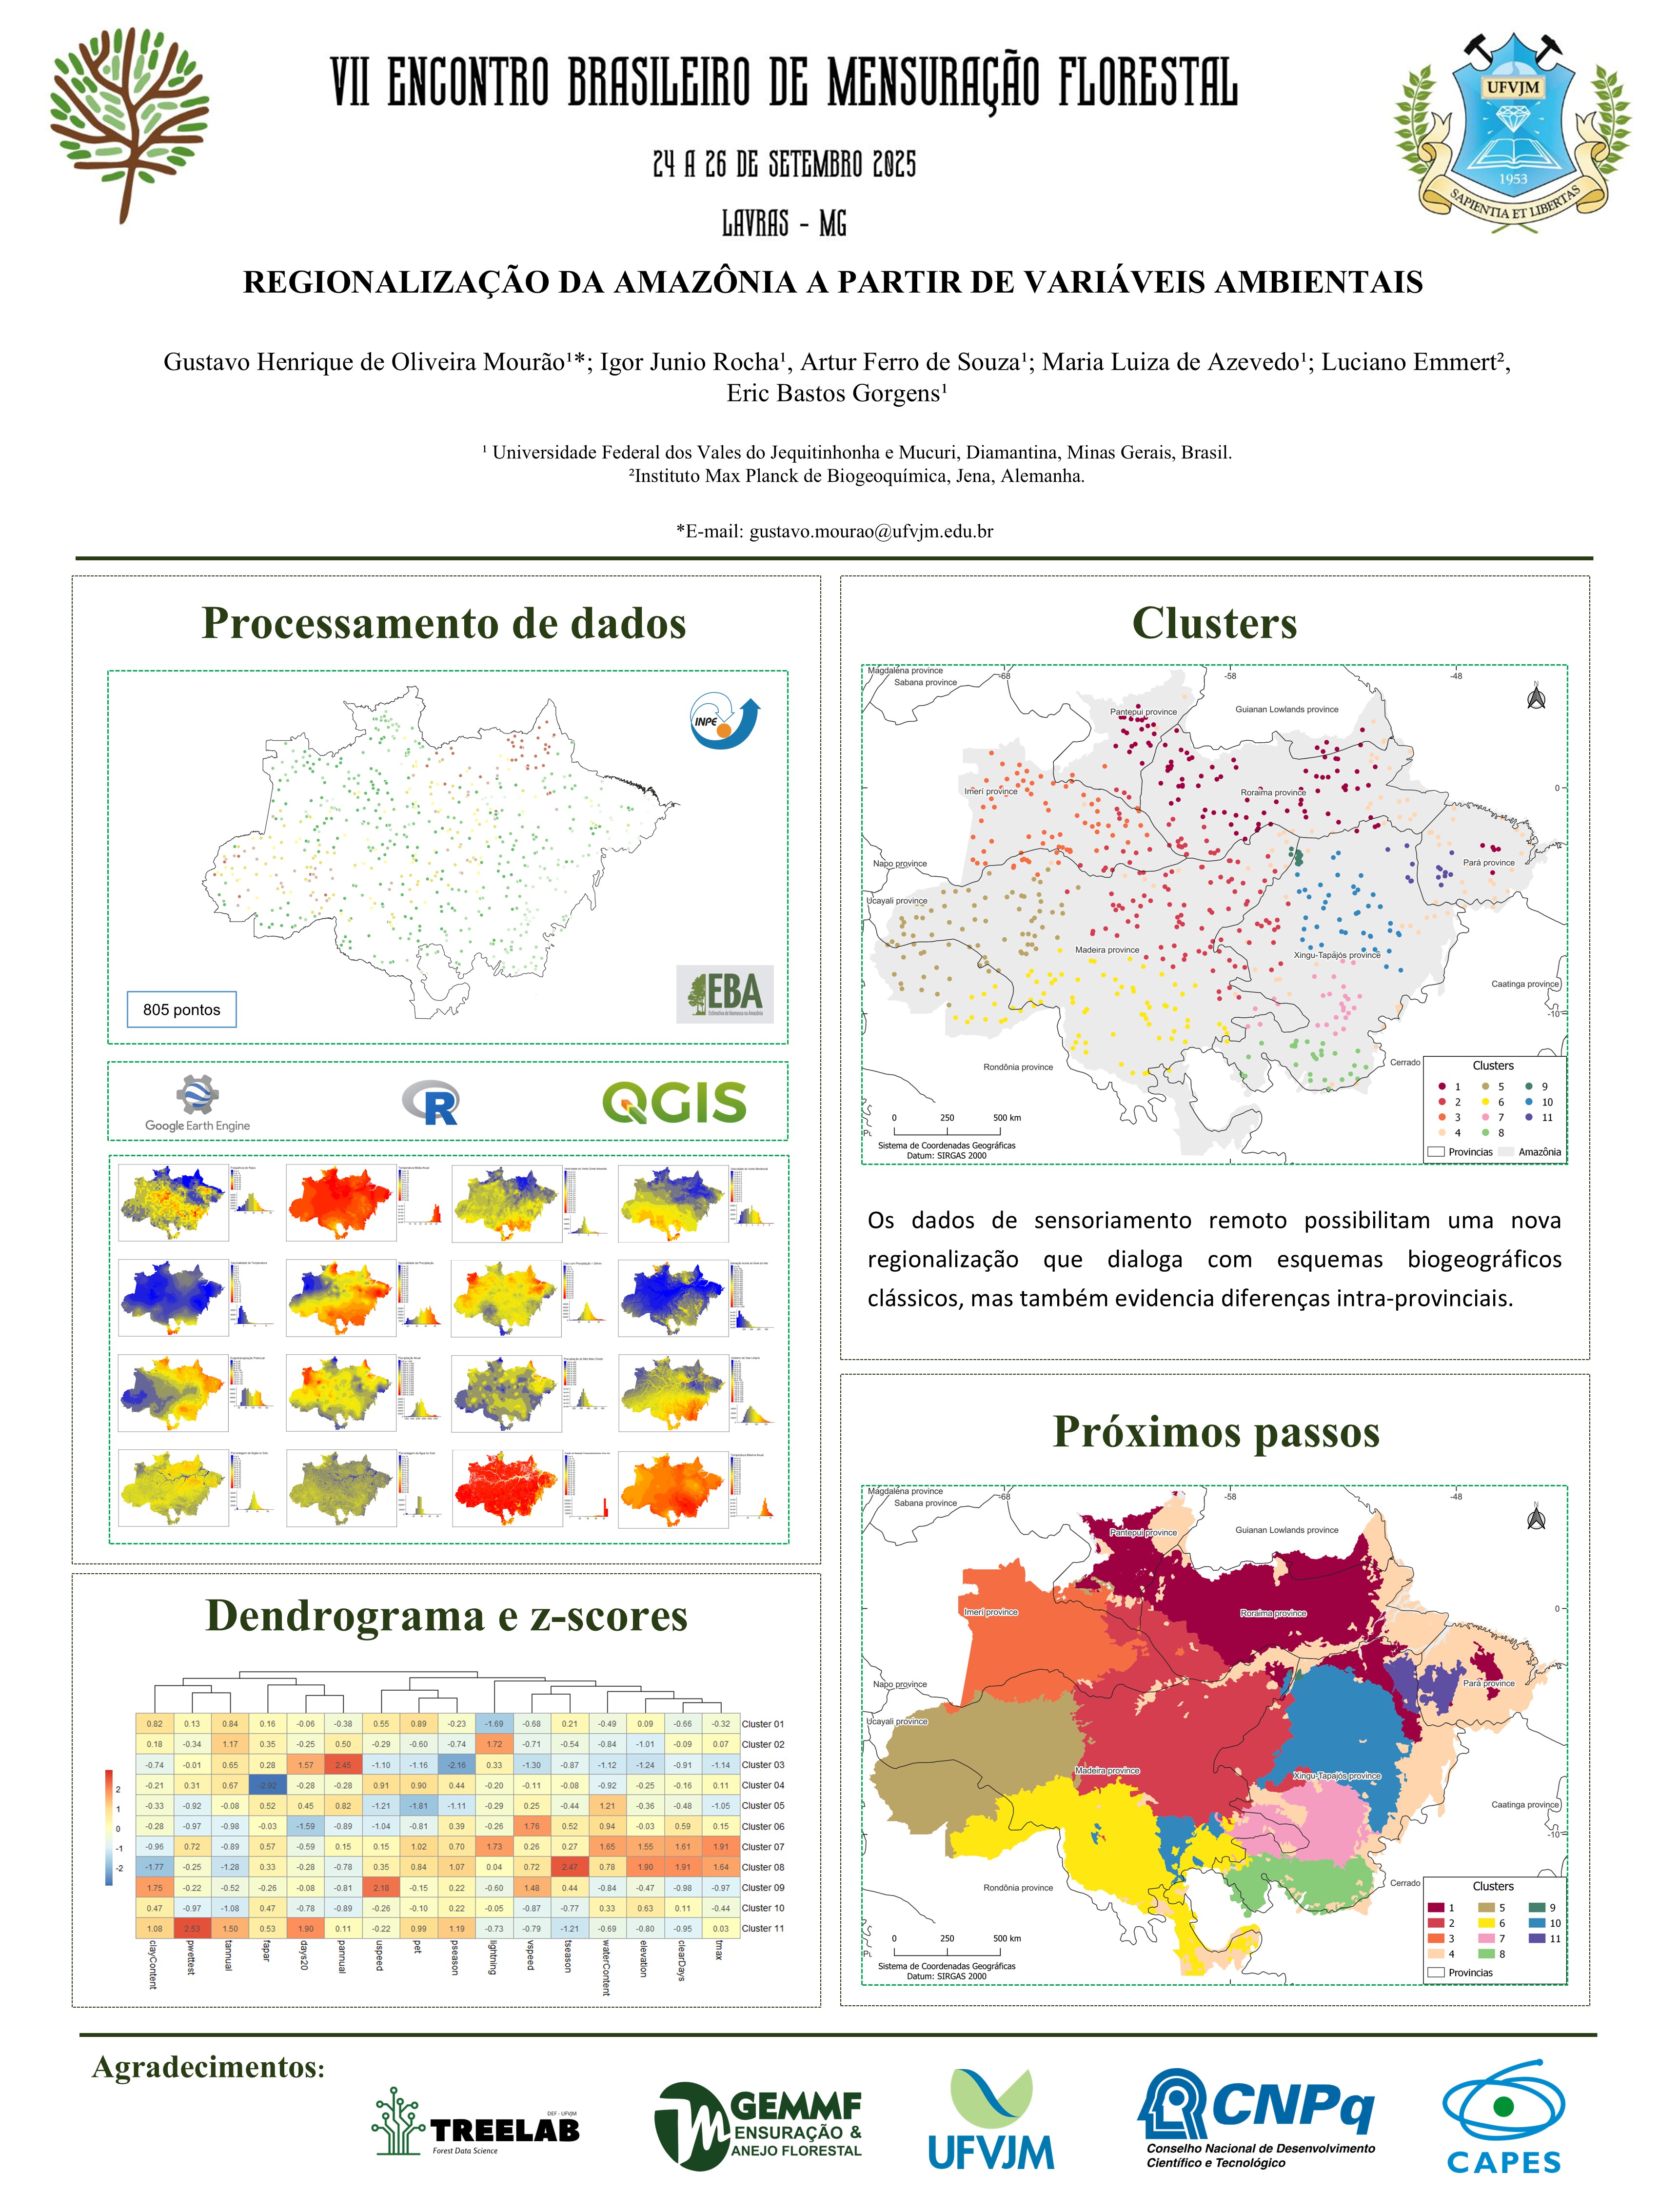 VII ENCONTRO BRASILEIRO DE MENSURAÇÃO FLORESTAL
24 A 26 DE SETEMBRO 2025
LAVRAS - MG
UFVJM
1953
SAPIENTIA ET LIBERTAS
REGIONALIZAÇÃO DA AMAZÔNIA A PARTIR DE VARIÁVEIS AMBIENTAIS
Gustavo Henrique de Oliveira Mourão¹*; Igor Junio Rocha¹, Artur Ferro de Souza¹; Maria Luiza de Azevedo¹; Luciano Emmert²,
Eric Bastos Gorgens¹
¹ Universidade Federal dos Vales do Jequitinhonha e Mucuri, Diamantina, Minas Gerais, Brasil.
²Instituto Max Planck de Biogeoquímica, Jena, Alemanha.
*E-mail: gustavo.mourao@ufvjm.edu.br
Processamento de dados
INPE
805 pontos
EBA
Google Earth Engine
R
QGIS
Dendrograma e z-scores
0.82 0.13 0.84 0.16 -0.06 -0.38 0.55 0.89 -0.23 -1.69 -0.68 0.21 -0.49 0.09 -0.66 -0.32 Cluster 01
0.18 -0.34 1.17 0.35 -0.25 0.50 -0.29 -0.60 -0.74 1.72 -0.71 -0.54 -0.84 -1.01 -0.09 0.07 Cluster 02
-0.74 -0.01 0.65 0.28 1.57 2.45 -1.10 -1.16 -2.16 0.33 -1.30 -0.87 -1.12 -1.24 -0.91 -1.14 Cluster 03
-0.21 0.31 0.67 -2.92 -0.28 -0.28 0.91 0.90 0.44 -0.20 -0.11 -0.08 -0.92 -0.25 -0.16 0.11 Cluster 04
-0.33 -0.92 -0.08 0.52 0.45 0.82 -1.21 -1.81 -1.11 -0.29 0.25 -0.44 1.21 -0.36 -0.48 -1.05 Cluster 05
-0.28 -0.97 -0.98 -0.03 -1.59 -0.89 -1.04 -0.81 0.39 -0.26 1.76 0.52 0.94 -0.03 0.59 0.15 Cluster 06
-0.96 0.72 -0.89 0.57 -0.59 0.15 0.15 1.02 0.70 1.73 0.26 0.27 1.65 1.55 1.61 1.91 Cluster 07
-1.77 -0.25 -1.28 0.33 -0.28 -0.78 0.35 0.84 1.07 0.04 0.72 2.47 0.78 1.90 1.91 1.64 Cluster 08
1.75 -0.22 -0.52 -0.26 -0.08 -0.81 2.18 -0.15 0.22 -0.60 1.48 0.44 -0.84 -0.47 -0.98 -0.97 Cluster 09
0.47 -0.97 -1.08 0.47 -0.78 -0.89 -0.26 -0.10 0.22 -0.05 -0.87 -0.77 0.33 0.63 0.11 -0.44 Cluster 10
1.08 2.53 1.50 0.53 1.90 0.11 -0.22 0.99 1.19 -0.73 -0.79 -1.21 -0.69 -0.80 -0.95 0.03 Cluster 11
2
1
0
-1
-2
clayContent pwettest tannual fapar days20 pannual uspeed pet pseason lightning vspeed tseason waterContent elevation clearDays tmax
Clusters
Magdalena province
Sabana province
-68
-58
-48
N
Pantepui province
Guianan Lowlands province
Imerí province
Roraima province
0
Napo province
Pará province
Ucayali province
Madeira province
Xingu-Tapajós province
Caatinga province
-10
Rondônia province
Cerrado
Clusters
1 5 9
2 6 10
3 7 11
4 8
Provincias Amazônia
0 250 500 km
Sistema de Coordenadas Geográficas
Datum: SIRGAS 2000
Os dados de sensoriamento remoto possibilitam uma nova
regionalização que dialoga com esquemas biogeográficos
clássicos, mas também evidencia diferenças intra-provinciais.
Próximos passos
Magdalena province
Sabana province
-68
-58
-48
N
Pantepui province
Guianan Lowlands province
Imerí province
Roraima province
0
Napo province
Pará province
Ucayali province
Madeira province
Xingu-Tapajós province
Caatinga province
-10
Rondônia province
Cerrado
Clusters
1 5 9
2 6 10
3 7 11
4 8
Provincias
0 250 500 km
Sistema de Coordenadas Geográficas
Datum: SIRGAS 2000
Agradecimentos:
DEF - UFVJM
TREELAB
Forest Data Science
GEMMF
ENSURAÇÃO &
ANEJO FLORESTAL
UFVJM
CNPq
Conselho Nacional de Desenvolvimento
Científico e Tecnológico
CAPES